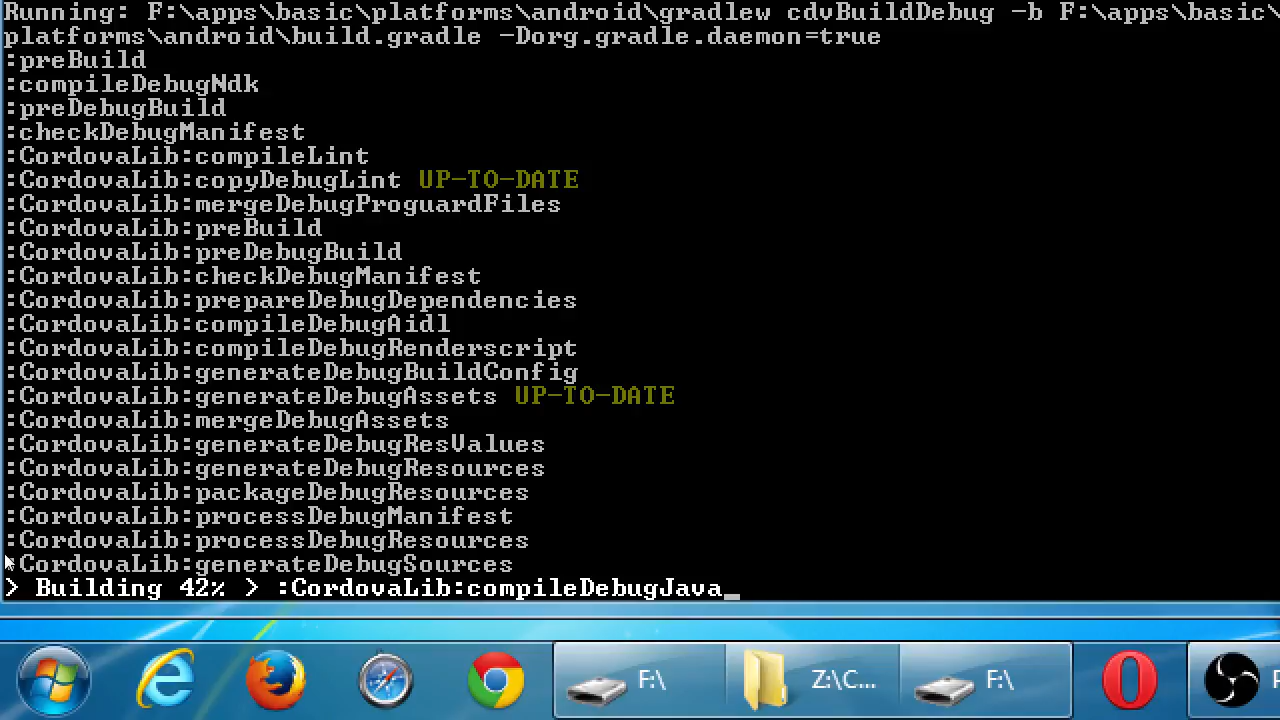 Running: F:\apps\basic\platforms\android\gradlew cdvBuildDebug -b F:\apps\basic\
platforms\android\build.gradle -Dorg.gradle.daemon=true
:preBuild
:compileDebugNdk
:preDebugBuild
:checkDebugManifest
:CordovaLib:compileLint
:CordovaLib:copyDebugLint UP-TO-DATE
:CordovaLib:mergeDebugProguardFiles
:CordovaLib:preBuild
:CordovaLib:preDebugBuild
:CordovaLib:checkDebugManifest
:CordovaLib:prepareDebugDependencies
:CordovaLib:compileDebugAidl
:CordovaLib:compileDebugRenderscript
:CordovaLib:generateDebugBuildConfig
:CordovaLib:generateDebugAssets UP-TO-DATE
:CordovaLib:mergeDebugAssets
:CordovaLib:generateDebugResValues
:CordovaLib:generateDebugResources
:CordovaLib:packageDebugResources
:CordovaLib:processDebugManifest
:CordovaLib:processDebugResources
:CordovaLib:generateDebugSources
> Building 42% > :CordovaLib:compileDebugJava_
F:\ Z:\C... F:\